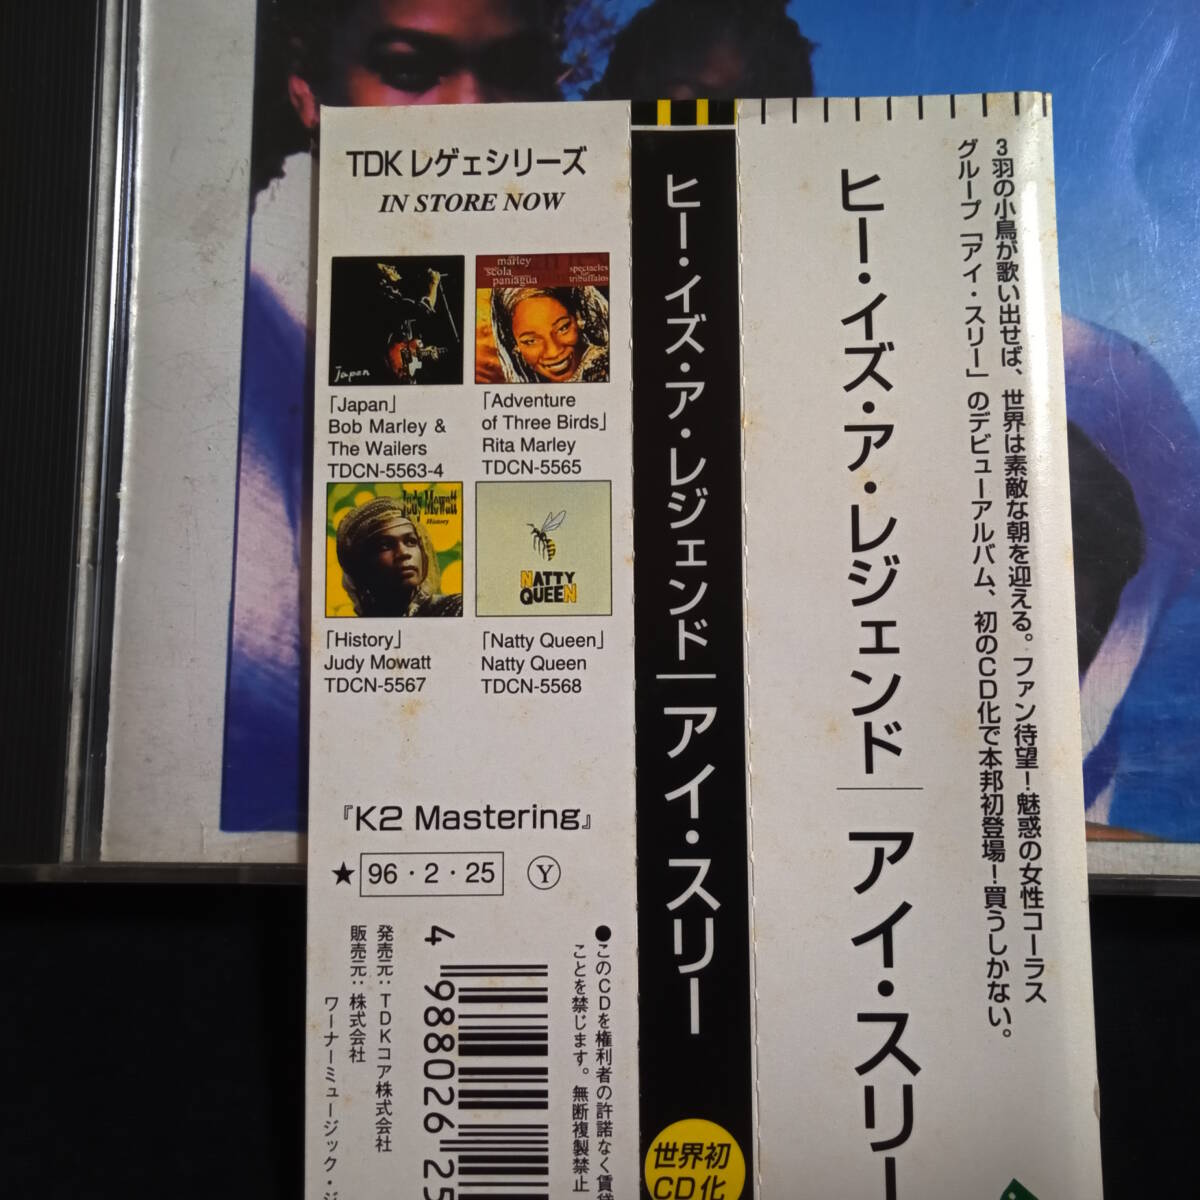 TDK レゲェシリーズ
IN STORE NOW
Japan
marley
scola
paniagua
spectacles
tribuffalos
「Japan」
Bob Marley &
The Wailers
TDCN-5563-4
「Adventure
of Three Birds」
Rita Marley
TDCN-5565
Judy Mowatt
History
NATTY
QUEEN
「History」
Judy Mowatt
TDCN-5567
「Natty Queen」
Natty Queen
TDCN-5568
『K2 Mastering』
★ 96・2・25 Ⓨ
●このCDを権利者の許諾なく賃貸
ことを禁じます。無断複製禁止
発売元：TDKコア株式会社
販売元：株式会社
ワーナーミュージック・ジ
4 988026 25
ヒー・イズ・ア・レジェンド｜アイ・スリー
世界初
CD化
ヒー・イズ・ア・レジェンド｜アイ・スリー
3羽の小鳥が歌い出せば、世界は素敵な朝を迎える。ファン待望！魅惑の女性コーラス
グループ「アイ・スリー」のデビューアルバム、初のCD化で本邦初登場！買うしかない。